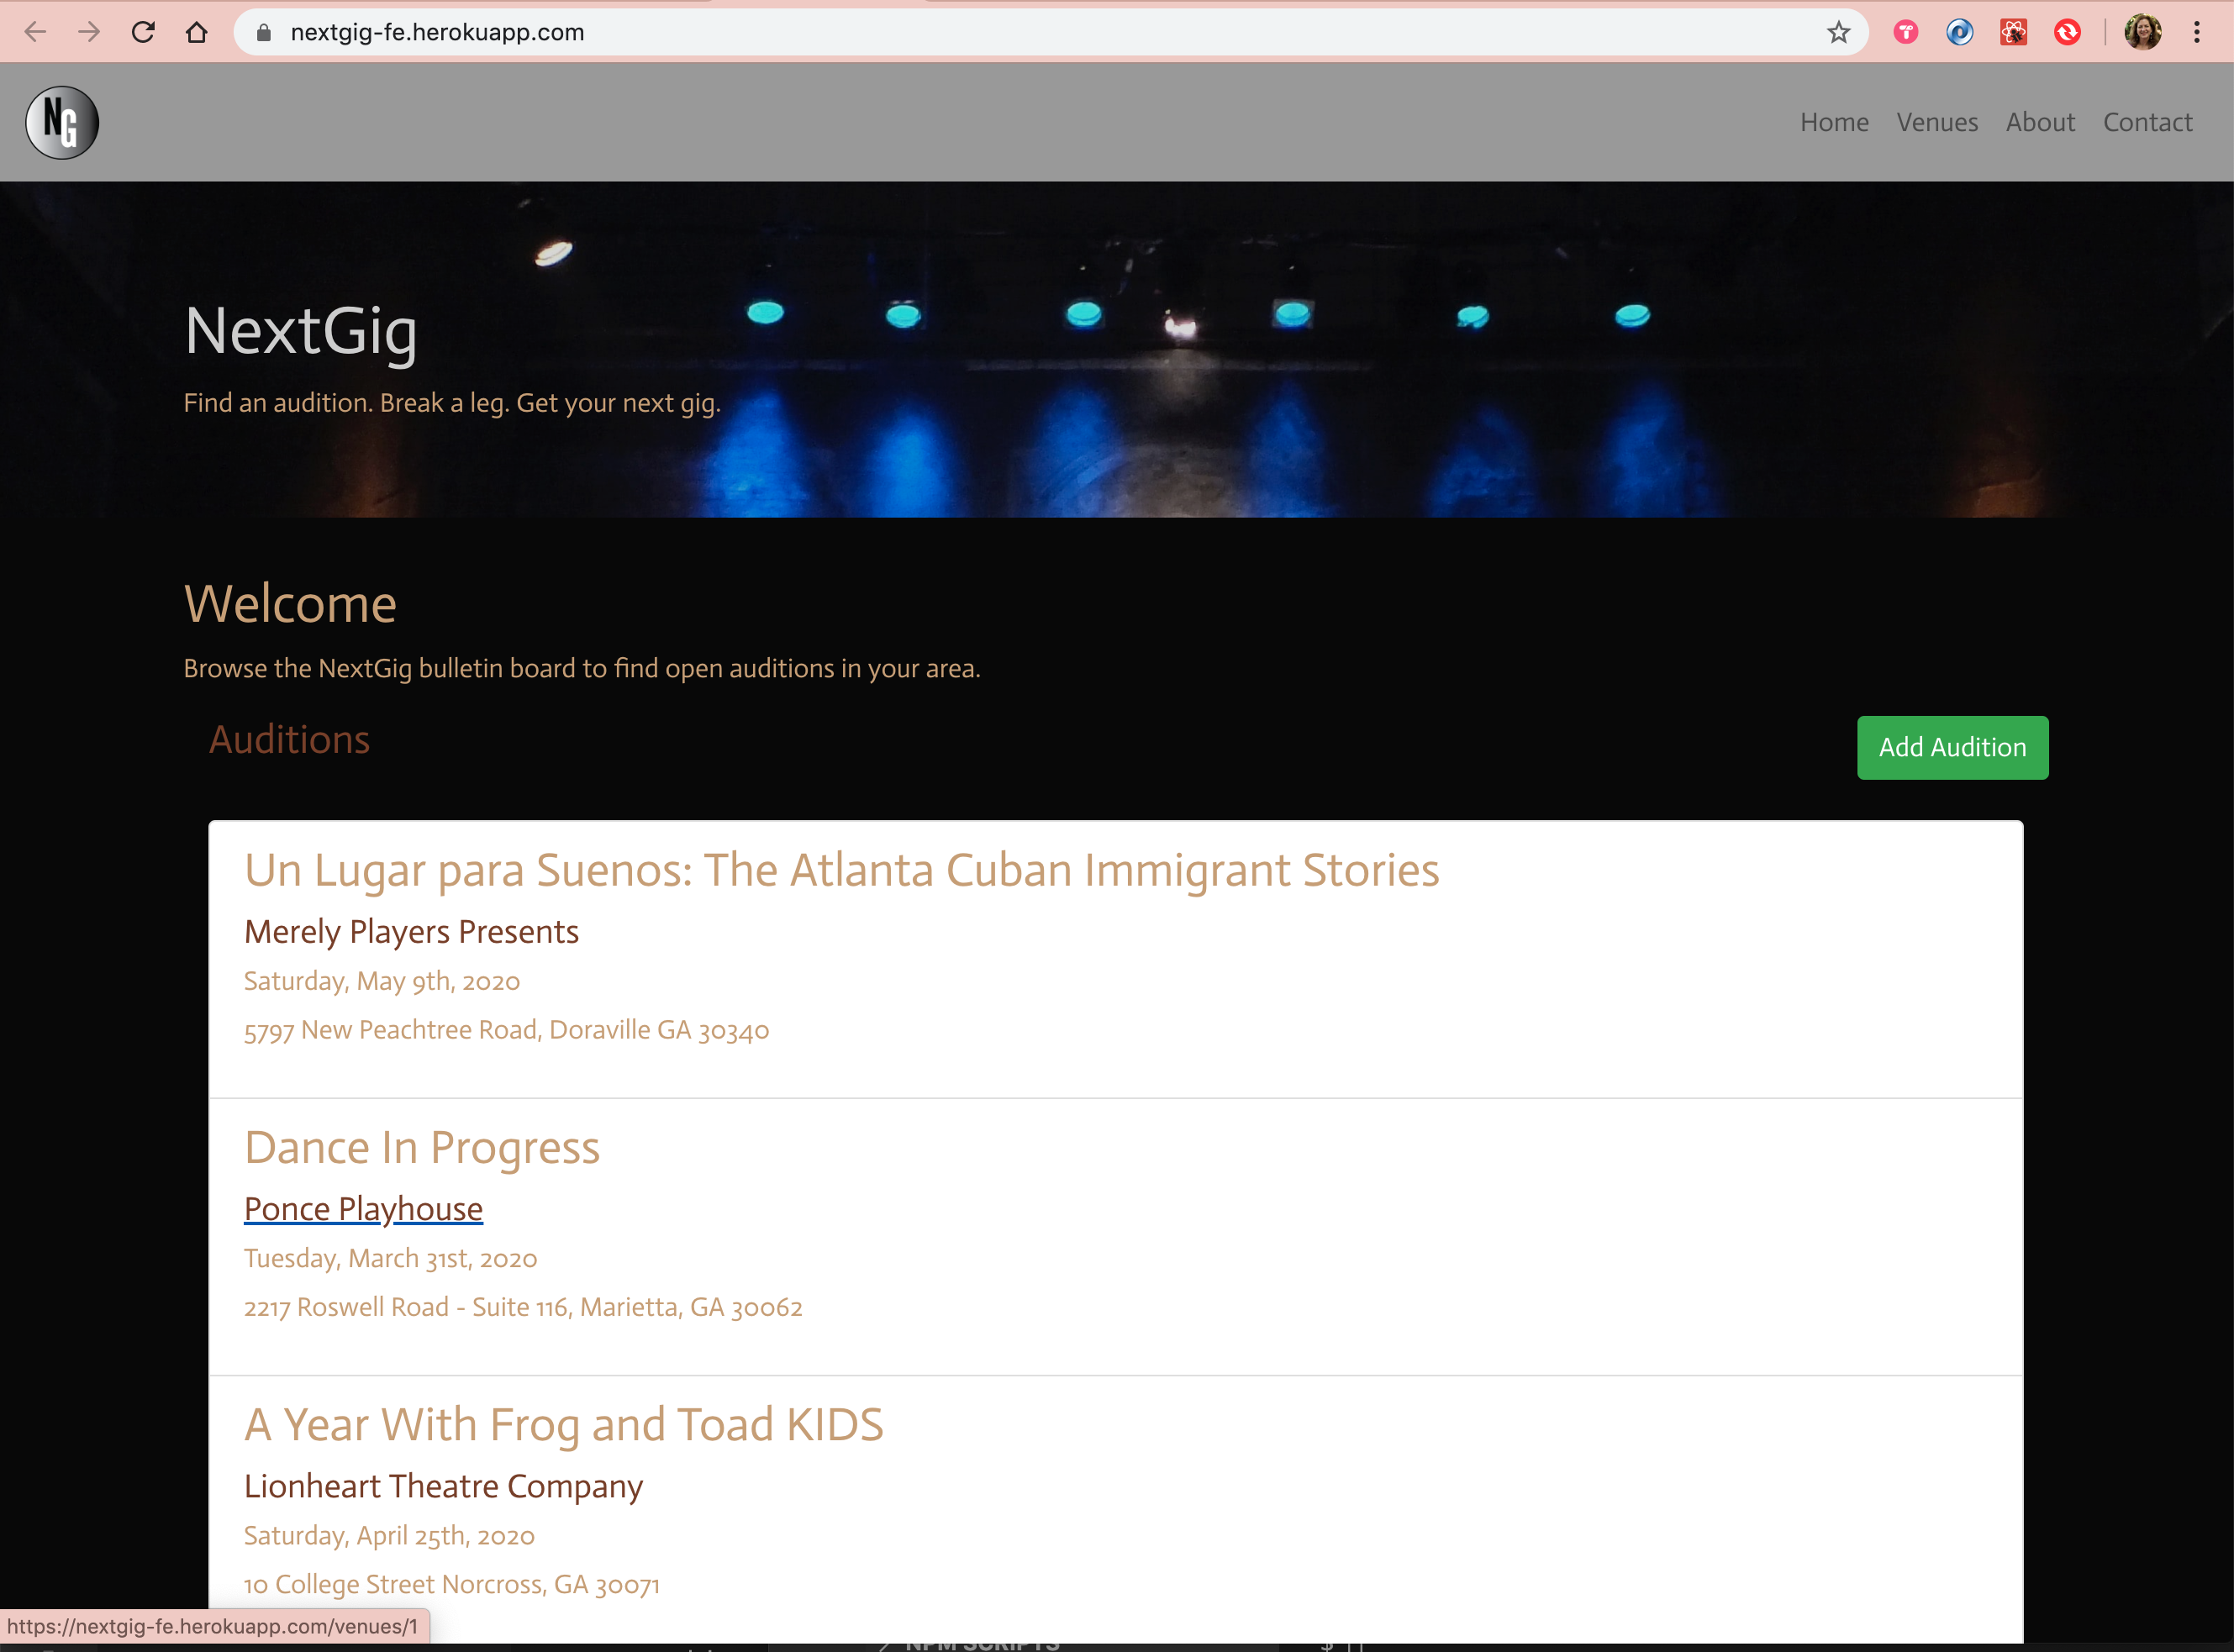 nextgig-fe.herokuapp.com
NG
Home Venues About Contact
NextGig
Find an audition. Break a leg. Get your next gig.
Welcome
Browse the NextGig bulletin board to find open auditions in your area.
Auditions
Add Audition
Un Lugar para Suenos: The Atlanta Cuban Immigrant Stories
Merely Players Presents
Saturday, May 9th, 2020
5797 New Peachtree Road, Doraville GA 30340
Dance In Progress
Ponce Playhouse
Tuesday, March 31st, 2020
2217 Roswell Road - Suite 116, Marietta, GA 30062
A Year With Frog and Toad KIDS
Lionheart Theatre Company
Saturday, April 25th, 2020
10 College Street Norcross, GA 30071
https://nextgig-fe.herokuapp.com/venues/1
NPM SCRIPTS